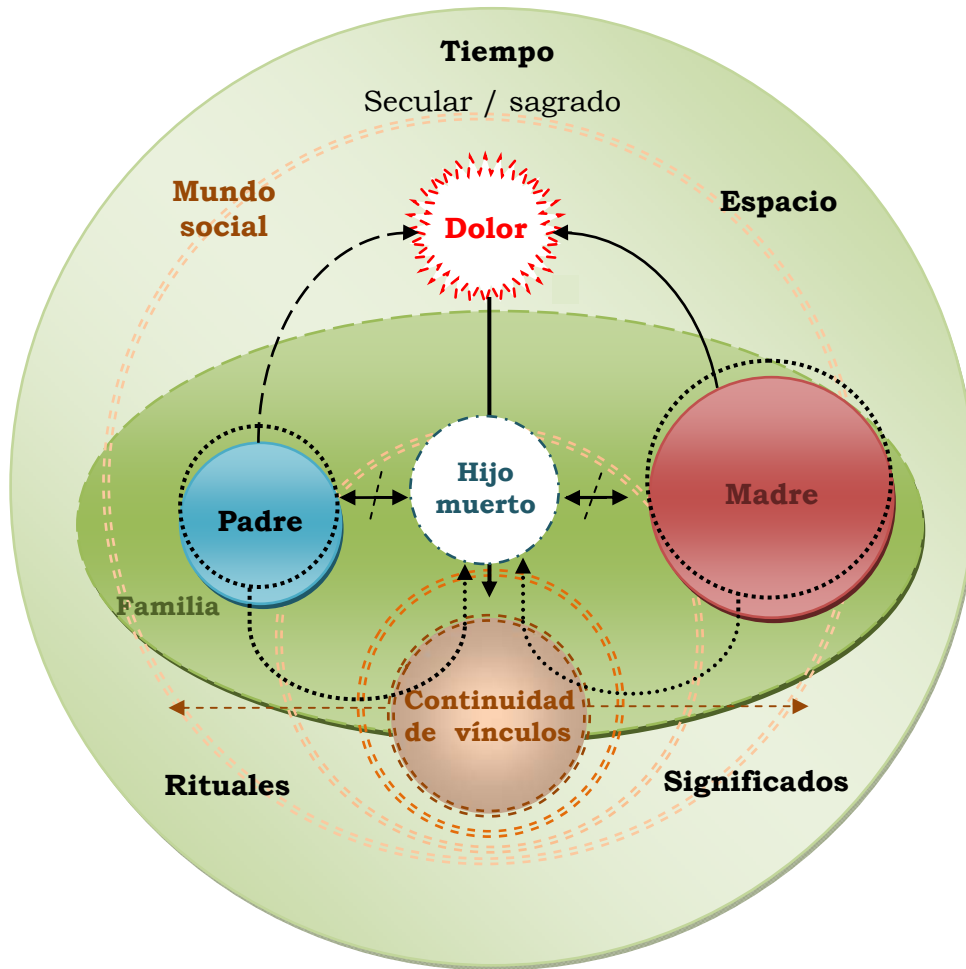 Tiempo
Secular / sagrado
Mundo
social
Espacio
Dolor
Hijo
muerto
Padre
Madre
Familia
Continuidad
de vínculos
Rituales
Significados